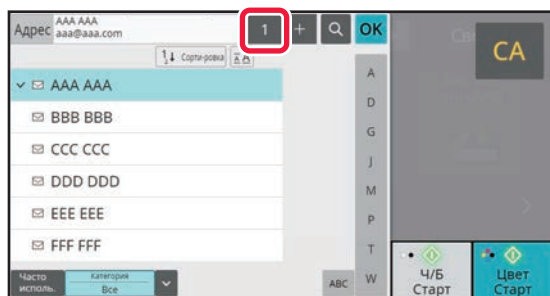 Адрес AAA AAA
aaa@aaa.com
1 + OK
CA
Сорти-ровка
AAA AAA
BBB BBB
CCC CCC
DDD DDD
EEE EEE
FFF FFF
A
D
G
J
M
P
T
W
Часто
исполь.
Категория
Все
ABC
Ч/Б
Старт
Цвет
Старт